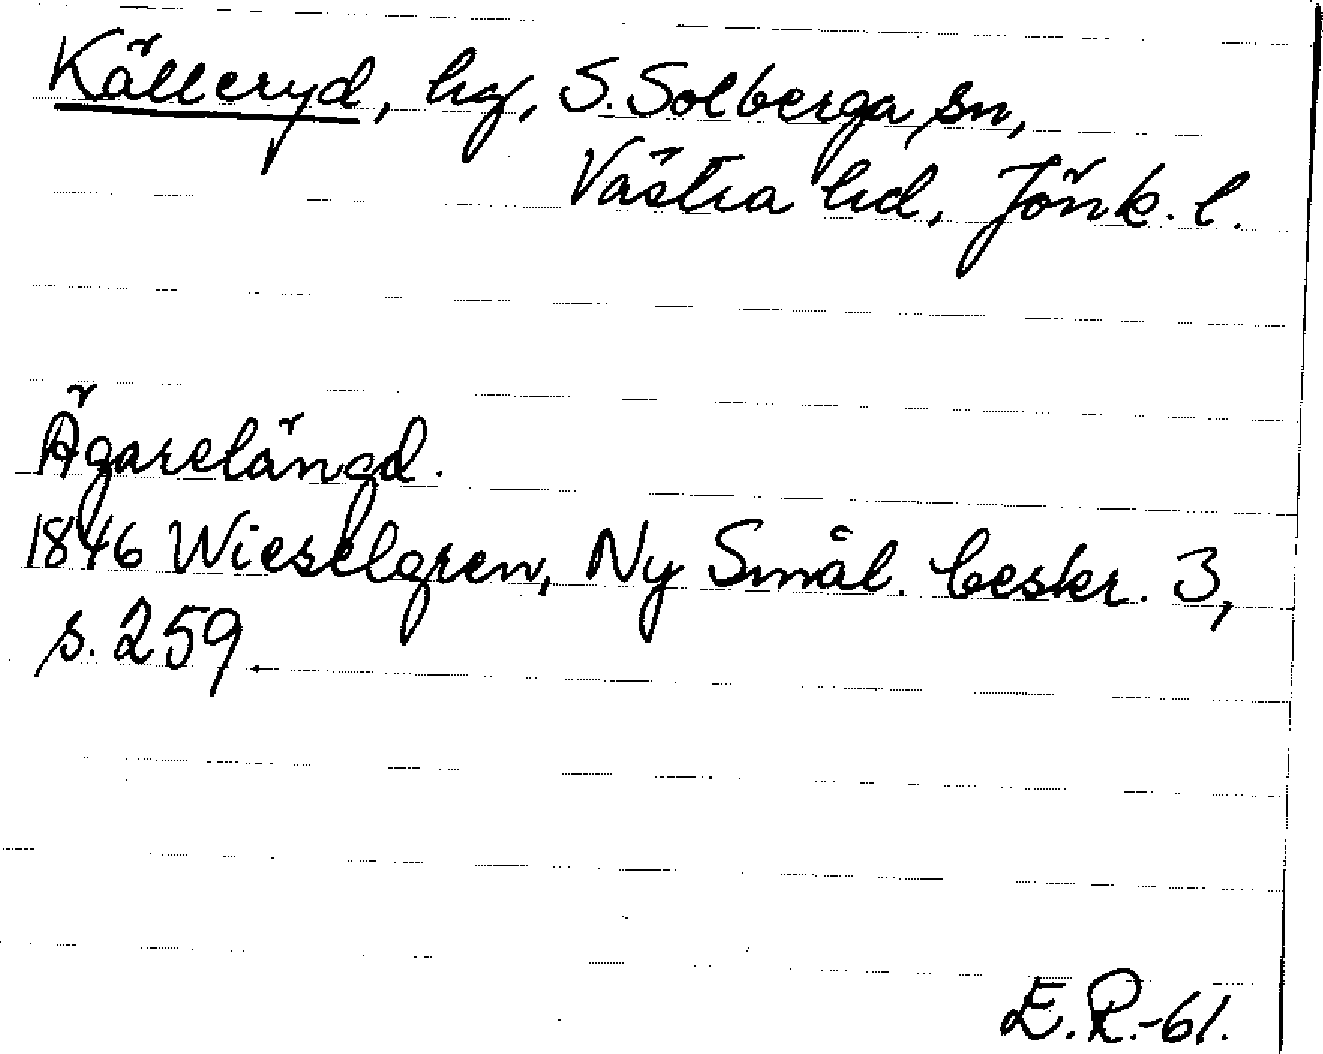 Källeryd, hg, S. Solberga sn,
Västra hd, Jönk. l.
Ägarelängd.
1846 Wieselgren, Ny Smål. beskr. 3,
s. 259
E.R.-61.